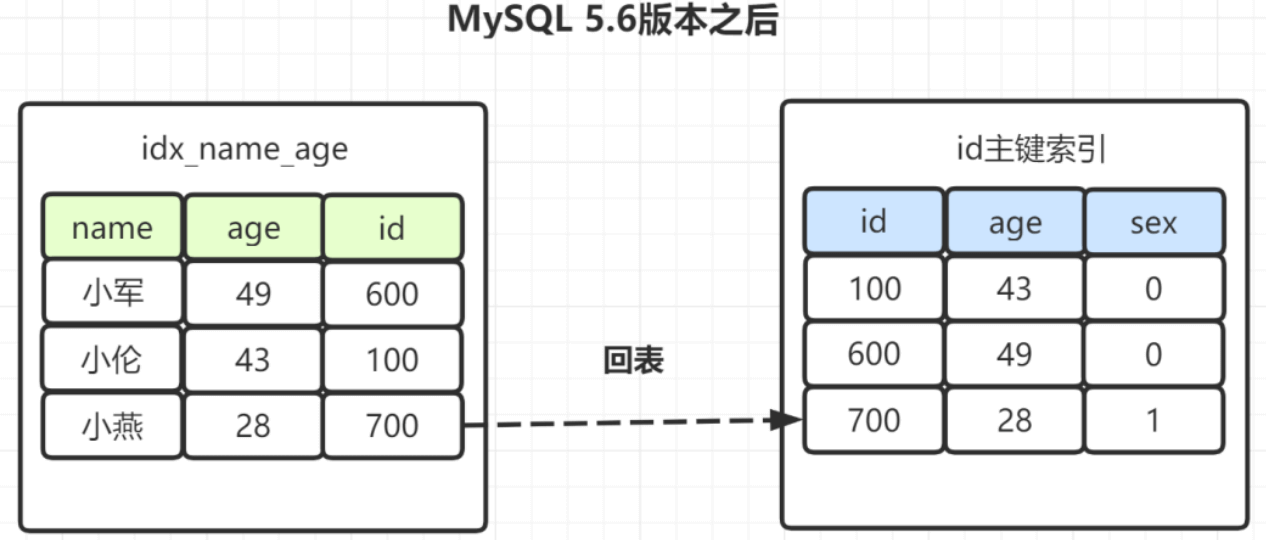 MySQL 5.6版本之后
idx_name_age
name age id
小军 49 600
小伦 43 100
小燕 28 700
回表
id主键索引
id age sex
100 43 0
600 49 0
700 28 1